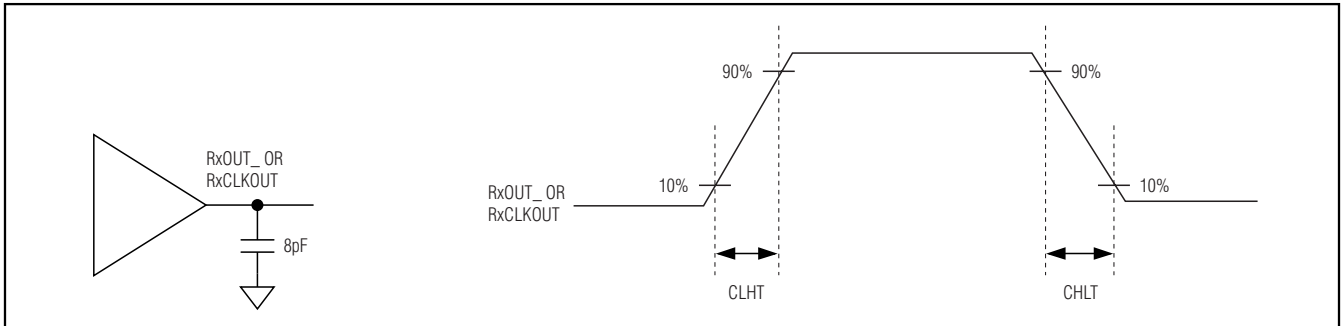 RxOUT_ OR
RxCLKOUT
8pF
RxOUT_ OR
RxCLKOUT
90%
90%
10%
10%
CLHT
CHLT